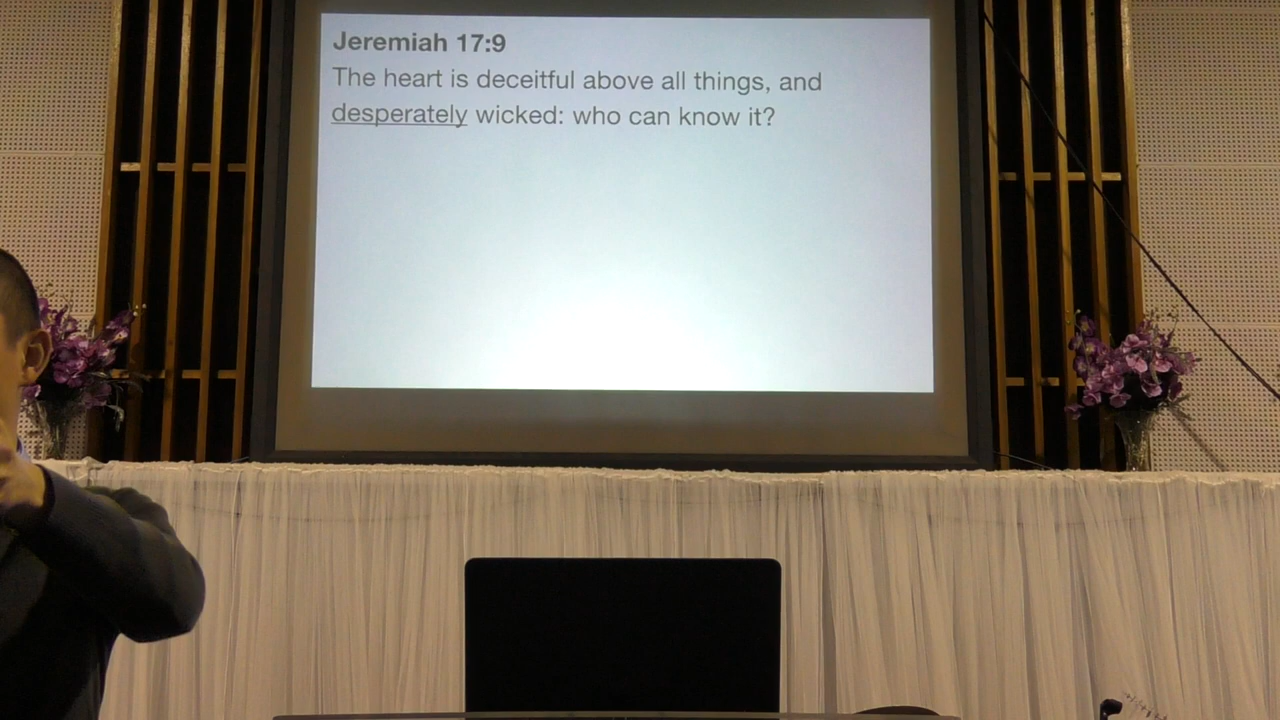 Jeremiah 17:9
The heart is deceitful above all things, and
desperately wicked: who can know it?